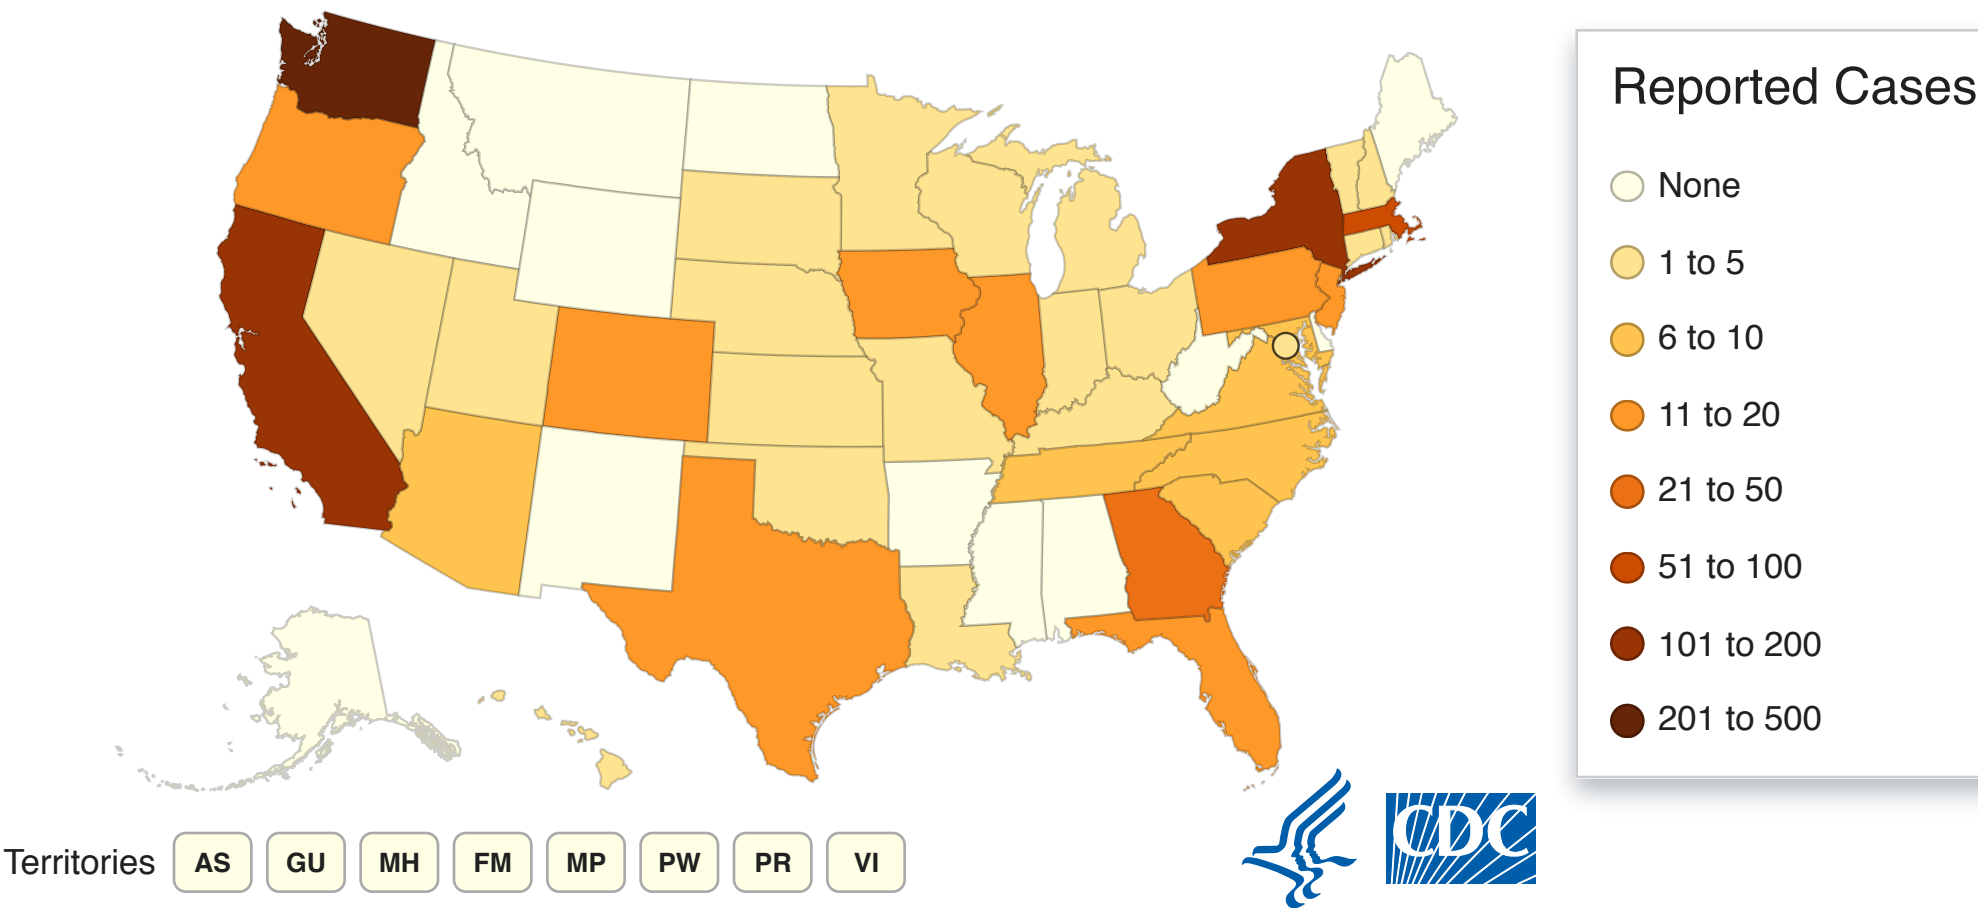 Reported Cases
None
1 to 5
6 to 10
11 to 20
21 to 50
51 to 100
101 to 200
201 to 500
Territories AS GU MH FM MP PW PR VI
CDC